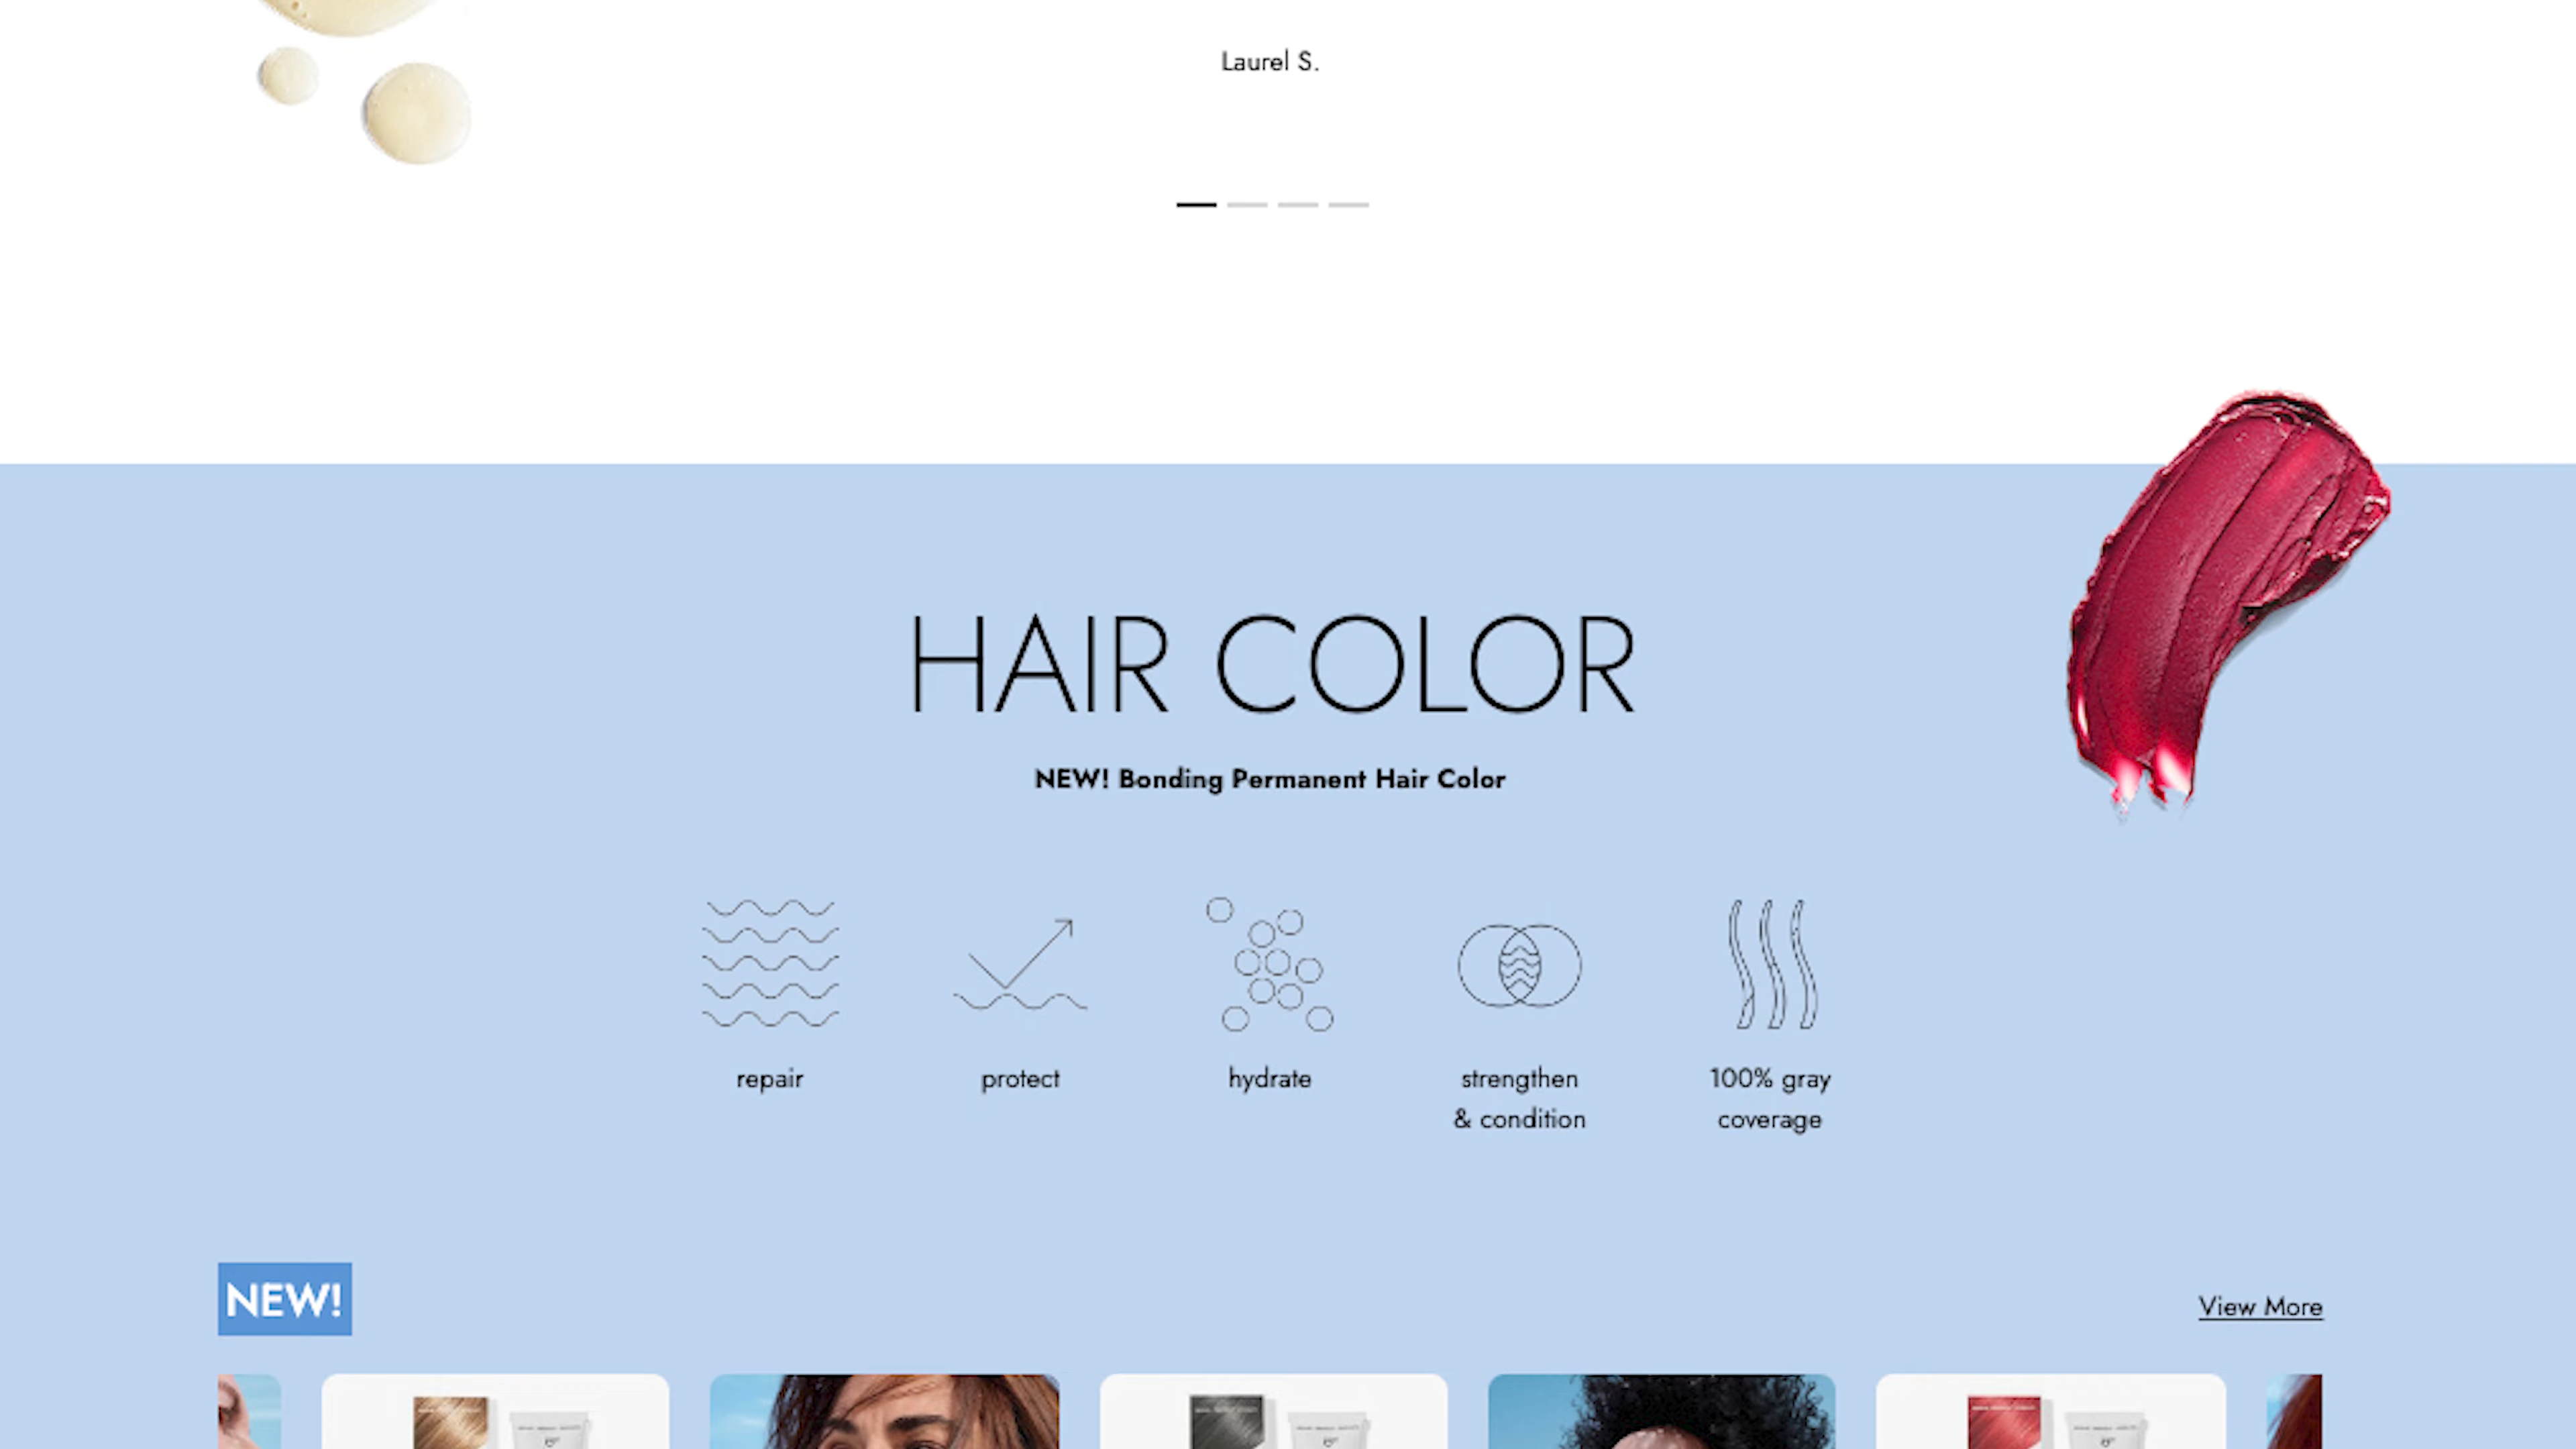 Laurel S.
HAIR COLOR
NEW! Bonding Permanent Hair Color
repair
protect
hydrate
strengthen
& condition
100% gray
coverage
NEW!
View More